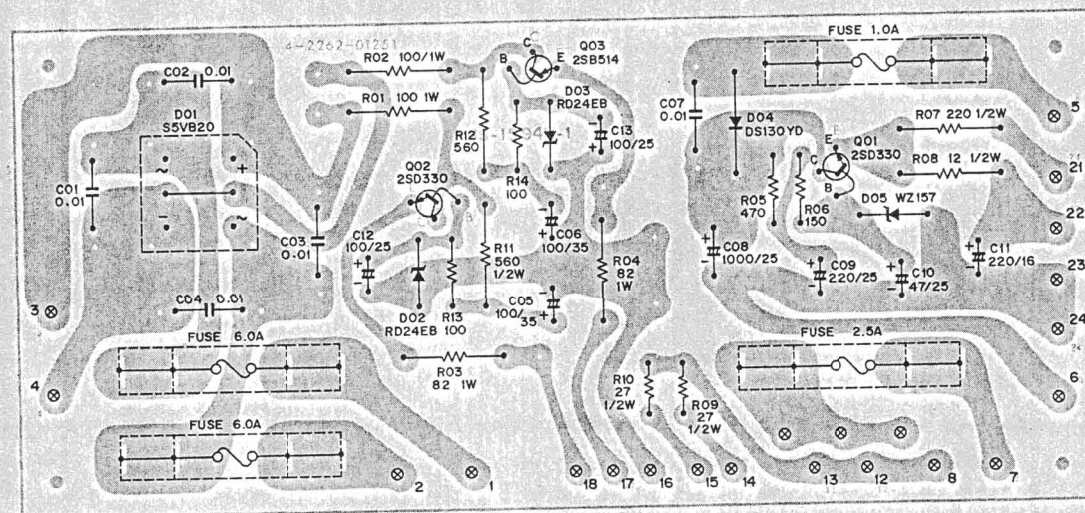 4-2262-01251
FUSE 1.0A
C02 0.01
R02 100/1W
C
Q03
2SB514
B
E
D01
S5VB20
R01 100 1W
D03
RD24EB
C07
0.01
5
R12
560
C13
100/25
D04
DS130YD
R07 220 1/2W
E
Q01
2SD330
~
+
-
~
C01
0.01
Q02
2SD330
R14
100
C
B
R08 12 1/2W
21
R05
470
R06
150
D05 WZ157
22
C03
0.01
C12
100/25
R11
560
1/2W
C06
100/35
R04
82
1W
C08
1000/25
C09
220/25
C10
47/25
C11
220/16
23
C04 0.01
D02
RD24EB
R13
100
C05
100/35
24
3
FUSE 6.0A
FUSE 2.5A
4
R03
82 1W
R10
27
1/2W
R09
27
1/2W
6
FUSE 6.0A
2
1
18
17
16
15
14
13
12
8
7